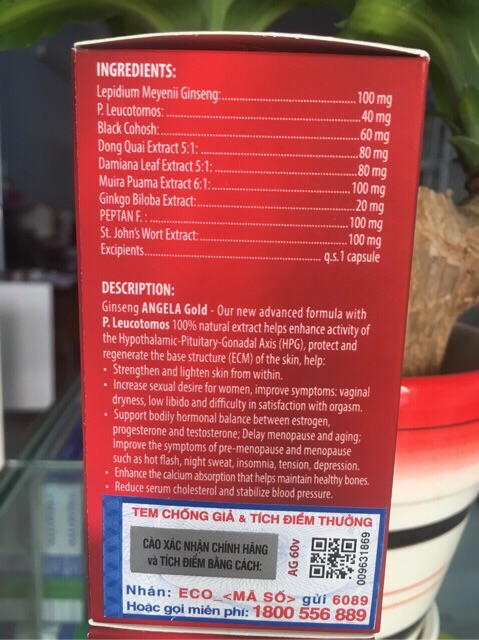 INGREDIENTS:
Lepidium Meyenii Ginseng:..........................100 mg
P. Leucotomos:..........................40 mg
Black Cohosh:..........................60 mg
Dong Quai Extract 5:1:..........................80 mg
Damiana Leaf Extract 5:1:..........................80 mg
Muira Puama Extract 6:1:..........................100 mg
Ginkgo Biloba Extract:..........................20 mg
PEPTAN F. :..........................100 mg
St. John's Wort Extract:..........................100 mg
Excipients..........................q.s.1 capsule
DESCRIPTION:
Ginseng ANGELA Gold - Our new advanced formula with
P. Leucotomos 100% natural extract helps enhance activity of
the Hypothalamic-Pituitary-Gonadal Axis (HPG), protect and
regenerate the base structure (ECM) of the skin, help:
• Strengthen and lighten skin from within.
• Increase sexual desire for women, improve symptoms: vaginal
dryness, low libido and difficulty in satisfaction with orgasm.
• Support bodily hormonal balance between estrogen,
progesterone and testosterone; Delay menopause and aging;
Improve the symptoms of pre-menopause and menopause
such as hot flash, night sweat, insomnia, tension, depression.
• Enhance the calcium absorption that helps maintain healthy bones.
• Reduce serum cholesterol and stabilize blood pressure.
TEM CHỐNG GIẢ & TÍCH ĐIỂM THƯỞNG
CÀO XÁC NHẬN CHÍNH HÃNG
và TÍCH ĐIỂM BẰNG CÁCH:
AG 60v
009631869
Nhắn: ECO_<MÃ SỐ> gửi 6089
Hoặc gọi miễn phí: 1800 556 889